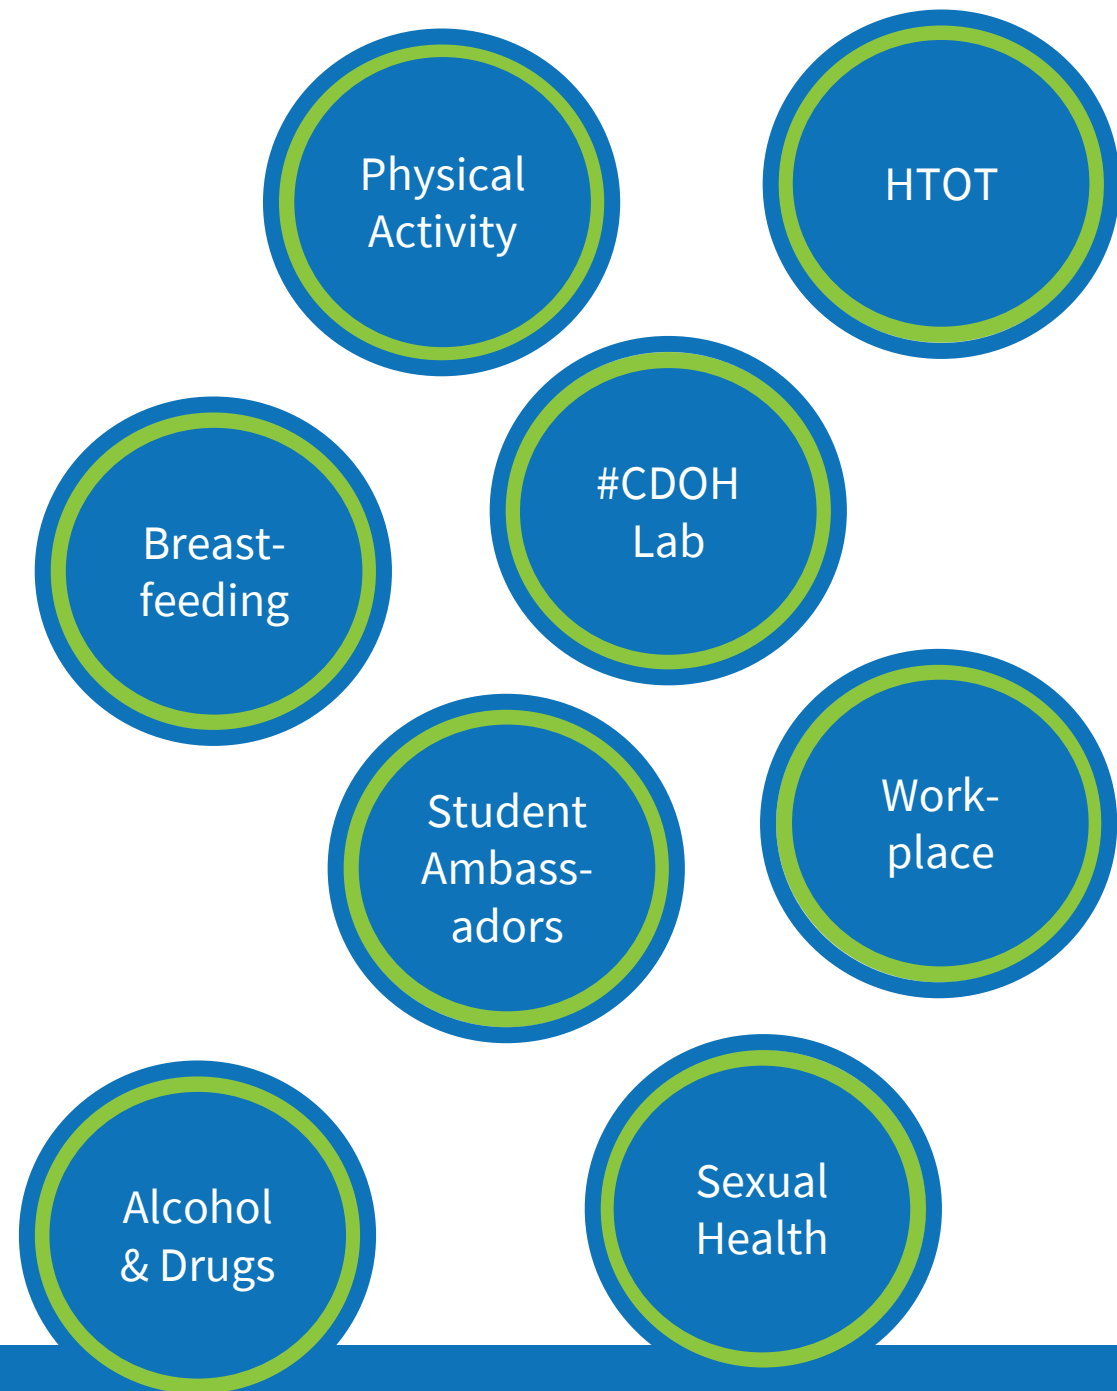 Physical
Activity
HTOT
#CDOH
Lab
Breast-
feeding
Student
Ambass-
adors
Work-
place
Alcohol
& Drugs
Sexual
Health